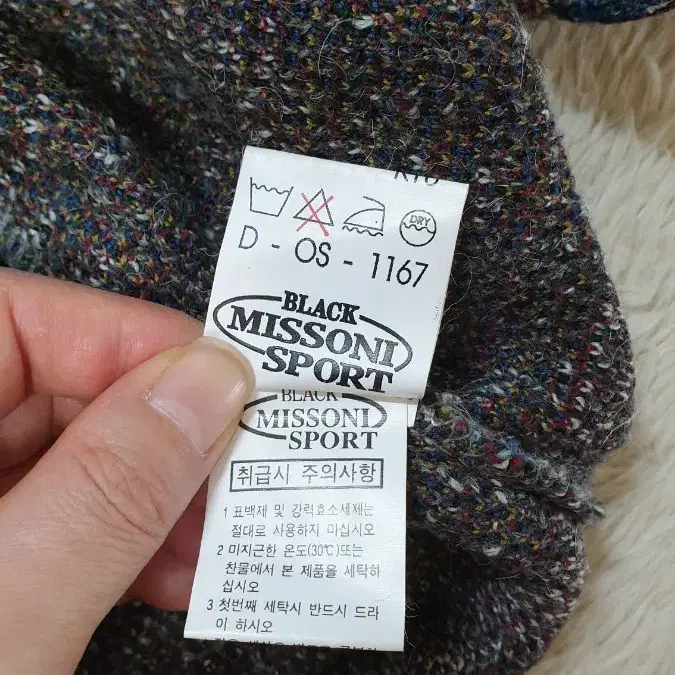 DRY
D - OS - 1167
BLACK
MISSONI
SPORT
BLACK
MISSONI
SPORT
취급시 주의사항
1 표백제 및 강력효소세제는
절대로 사용하지 마십시오
2 미지근한 온도(30℃)또는
찬물에서 본 제품을 세탁하
십시오
3 첫번째 세탁시 반드시 드라
이 하시오